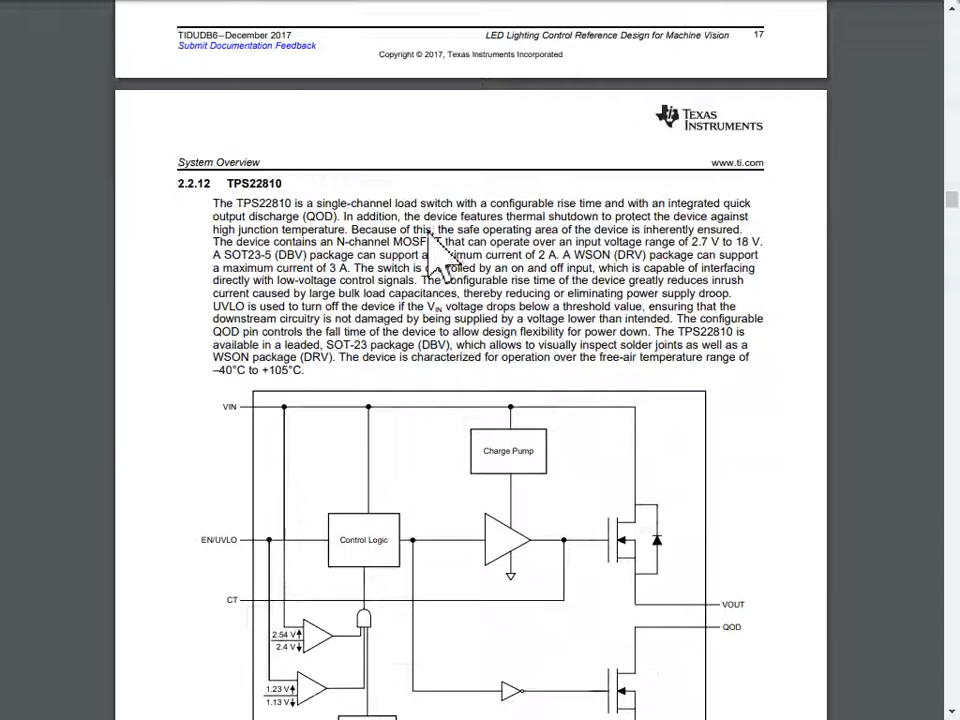 TIDUDB6–December 2017 LED Lighting Control Reference Design for Machine Vision 17
Submit Documentation Feedback
Copyright © 2017, Texas Instruments Incorporated
TEXAS
INSTRUMENTS
System Overview www.ti.com
2.2.12 TPS22810
The TPS22810 is a single-channel load switch with a configurable rise time and with an integrated quick
output discharge (QOD). In addition, the device features thermal shutdown to protect the device against
high junction temperature. Because of this, the safe operating area of the device is inherently ensured.
The device contains an N-channel that can operate over an input voltage range of 2.7 V to 18 V.
A SOT23-5 (DBV) package can support current of 2 A. A WSON (DRV) package can support
a maximum current of 3 A. The switch is by an on and off input, which is capable of interfacing
directly with low-voltage control signals. The configurable rise time of the device greatly reduces inrush
current caused by large bulk load capacitances, thereby reducing or eliminating power supply droop.
UVLO is used to turn off the device if the VIN voltage drops below a threshold value, ensuring that the
downstream circuitry is not damaged by being supplied by a voltage lower than intended. The configurable
QOD pin controls the fall time of the device to allow design flexibility for power down. The TPS22810 is
available in a leaded, SOT-23 package (DBV), which allows to visually inspect solder joints as well as a
WSON package (DRV). The device is characterized for operation over the free-air temperature range of
–40°C to +105°C.
VIN
Charge Pump
EN/UVLO
Control Logic
CT
VOUT
QOD
2.54 V
2.4 V
1.23 V
1.13 V